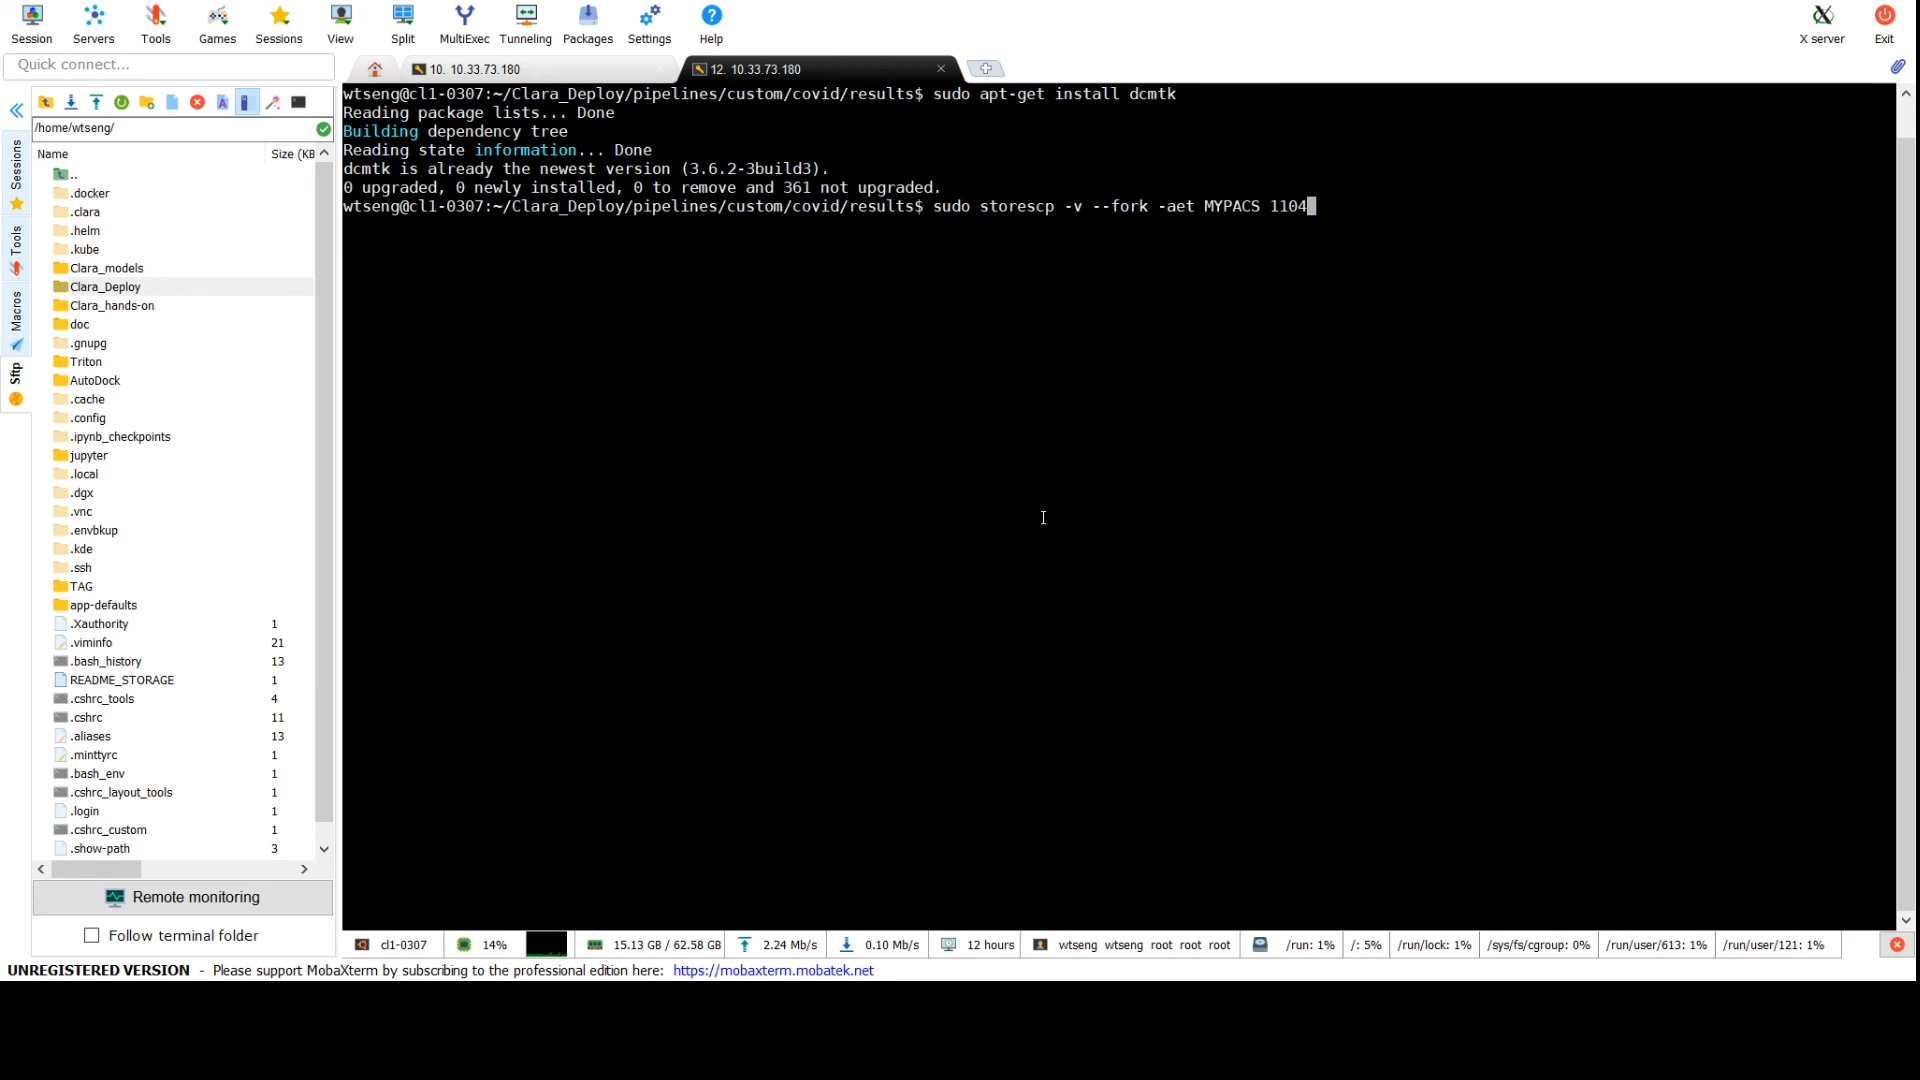 Session Servers Tools Games Sessions View Split MultiExec Tunneling Packages Settings Help X server Exit
Quick connect...
10. 10.33.73.180
12. 10.33.73.180
/home/wtseng/
Name Size (KB
..
.docker
.clara
.helm
.kube
Clara_models
Clara_Deploy
Clara_hands-on
doc
.gnupg
Triton
AutoDock
.cache
.config
.ipynb_checkpoints
jupyter
.local
.dgx
.vnc
.envbkup
.kde
.ssh
TAG
app-defaults
.Xauthority 1
.viminfo 21
.bash_history 13
README_STORAGE 1
.cshrc_tools 4
.cshrc 11
.aliases 13
.minttyrc 1
.bash_env 1
.cshrc_layout_tools 1
.login 1
.cshrc_custom 1
.show-path 3
Sessions
Tools
Macros
Sftp
Remote monitoring
Follow terminal folder
wtseng@cl1-0307:~/Clara_Deploy/pipelines/custom/covid/results$ sudo apt-get install dcmtk
Reading package lists... Done
Building dependency tree
Reading state information... Done
dcmtk is already the newest version (3.6.2-3build3).
0 upgraded, 0 newly installed, 0 to remove and 361 not upgraded.
wtseng@cl1-0307:~/Clara_Deploy/pipelines/custom/covid/results$ sudo storescp -v --fork -aet MYPACS 1104
cl1-0307 14% 15.13 GB / 62.58 GB 2.24 Mb/s 0.10 Mb/s 12 hours wtseng wtseng root root root /run: 1% /: 5% /run/lock: 1% /sys/fs/cgroup: 0% /run/user/613: 1% /run/user/121: 1%
UNREGISTERED VERSION - Please support MobaXterm by subscribing to the professional edition here: https://mobaxterm.mobatek.net